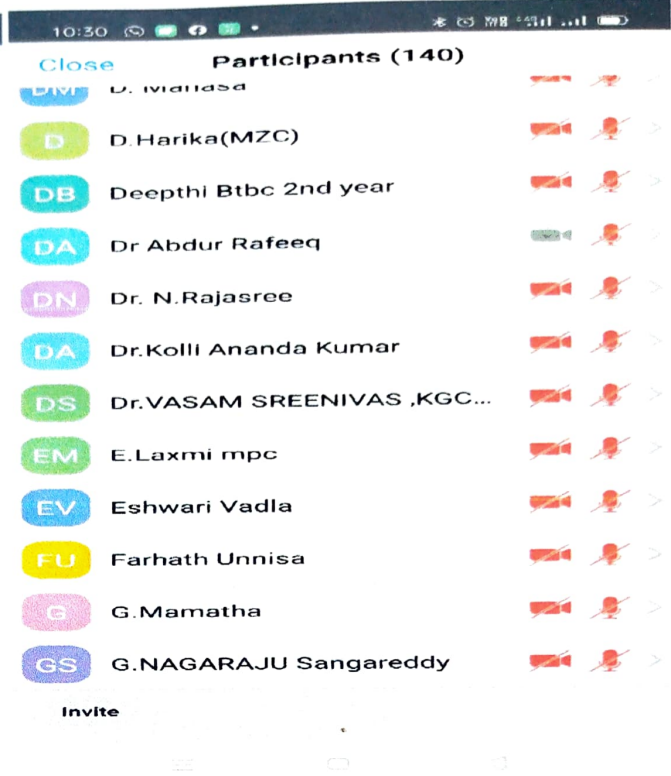 10:30
Close Participants (140)
DM D. Manasa
D D.Harika(MZC)
DB Deepthi Btbc 2nd year
DA Dr Abdur Rafeeq
DN Dr. N.Rajasree
DA Dr.Kolli Ananda Kumar
DS Dr.VASAM SREENIVAS ,KGC...
EM E.Laxmi mpc
EV Eshwari Vadla
FU Farhath Unnisa
G G.Mamatha
GS G.NAGARAJU Sangareddy
Invite